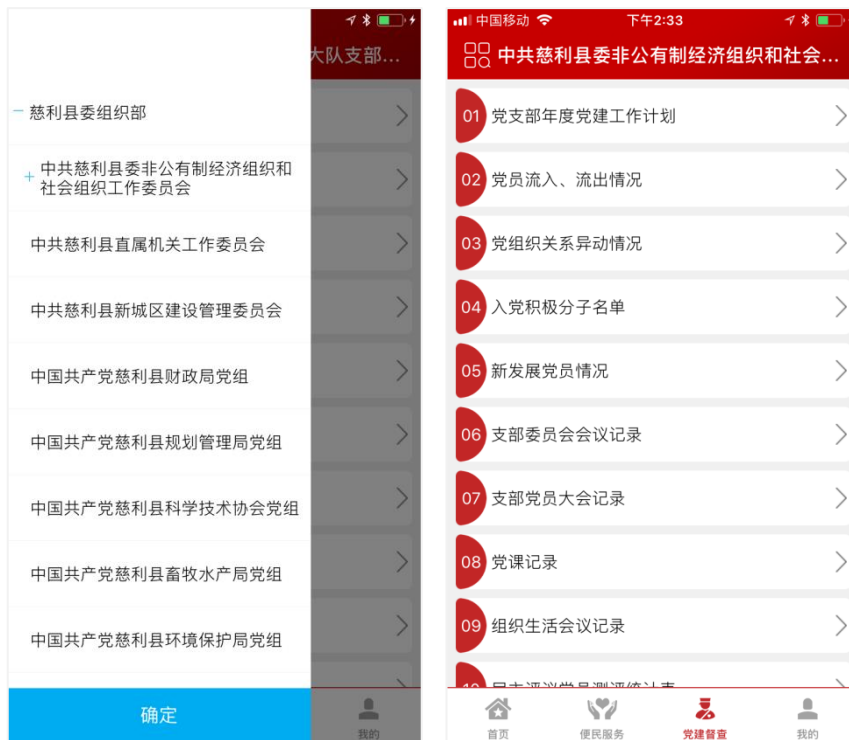 大队支部...
慈利县委组织部
中共慈利县委非公有制经济组织和
社会组织工作委员会
中共慈利县直属机关工作委员会
中共慈利县新城区建设管理委员会
中国共产党慈利县财政局党组
中国共产党慈利县规划管理局党组
中国共产党慈利县科学技术协会党组
中国共产党慈利县畜牧水产局党组
中国共产党慈利县环境保护局党组
确定
我的
中国移动 下午2:33
中共慈利县委非公有制经济组织和社会...
01 党支部年度党建工作计划
02 党员流入、流出情况
03 党组织关系异动情况
04 入党积极分子名单
05 新发展党员情况
06 支部委员会会议记录
07 支部党员大会记录
08 党课记录
09 组织生活会议记录
10 民主评议党员测评统计表
首页 便民服务 党建督查 我的